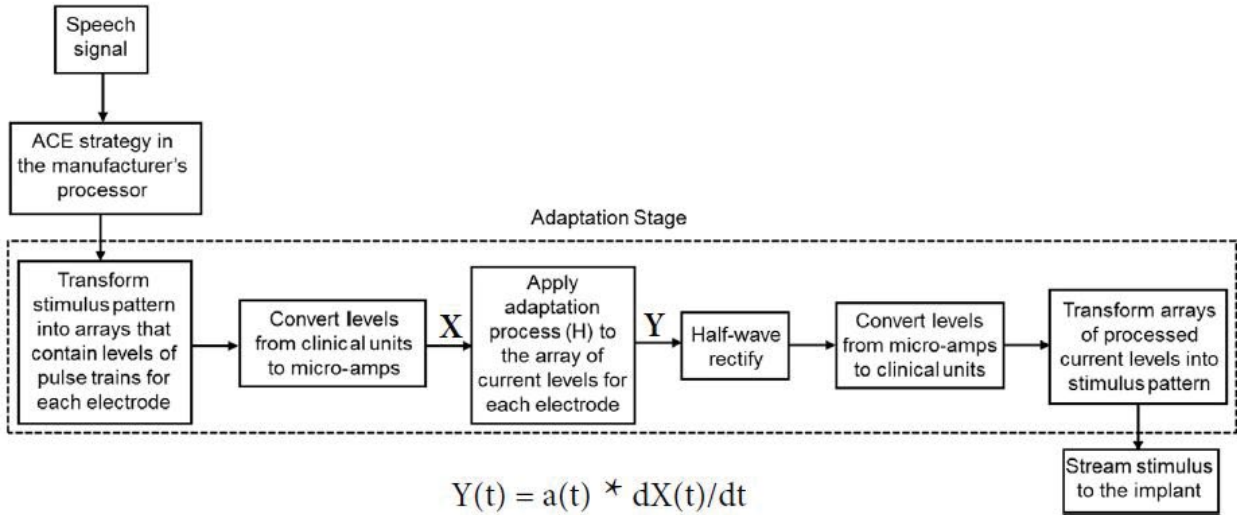 Speech
signal
ACE strategy in
the manufacturer's
processor
Adaptation Stage
Transform
stimulus pattern
into arrays that
contain levels of
pulse trains for
each electrode
Convert levels
from clinical units
to micro-amps
X
Apply
adaptation
process (H) to
the array of
current levels for
each electrode
Y
Half-wave
rectify
Convert levels
from micro-amps
to clinical units
Transform arrays
of processed
current levels into
stimulus pattern
Stream stimulus
to the implant
Y(t) = a(t) * dX(t)/dt